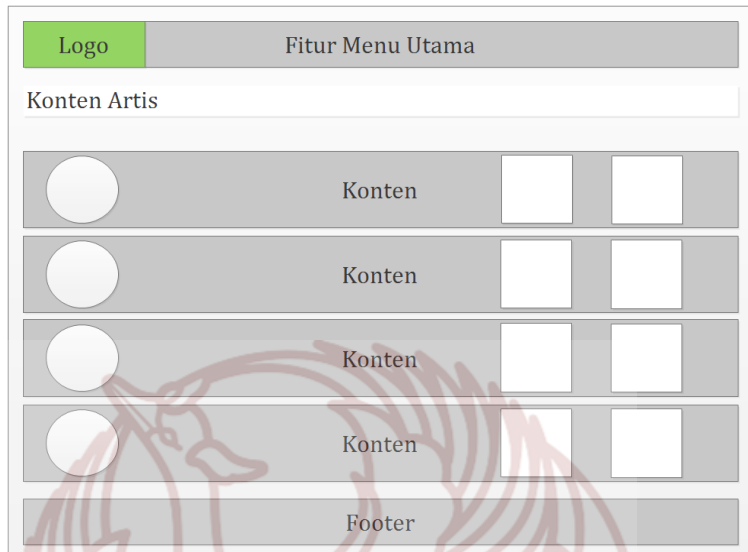 Logo
Fitur Menu Utama
Konten Artis
Konten
Konten
Konten
Konten
Footer